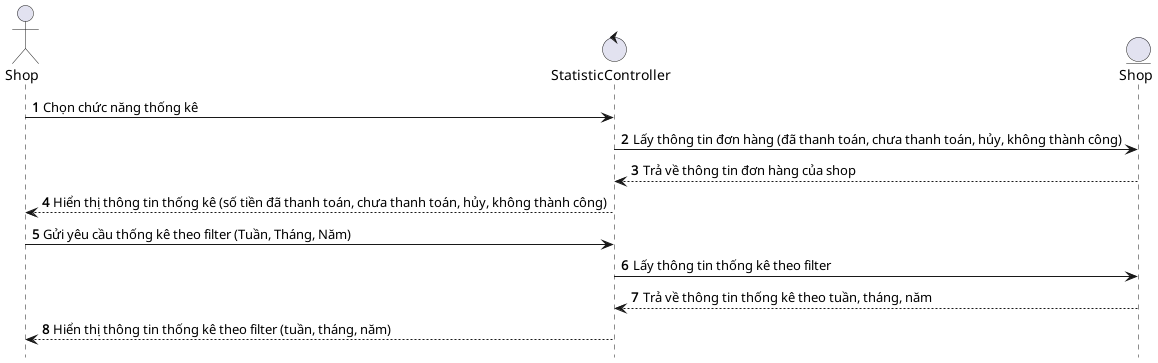 Shop
StatisticController
Shop
1 Chọn chức năng thống kê
2 Lấy thông tin đơn hàng (đã thanh toán, chưa thanh toán, hủy, không thành công)
3 Trả về thông tin đơn hàng của shop
4 Hiển thị thông tin thống kê (số tiền đã thanh toán, chưa thanh toán, hủy, không thành công)
5 Gửi yêu cầu thống kê theo filter (Tuần, Tháng, Năm)
6 Lấy thông tin thống kê theo filter
7 Trả về thông tin thống kê theo tuần, tháng, năm
8 Hiển thị thông tin thống kê theo filter (tuần, tháng, năm)